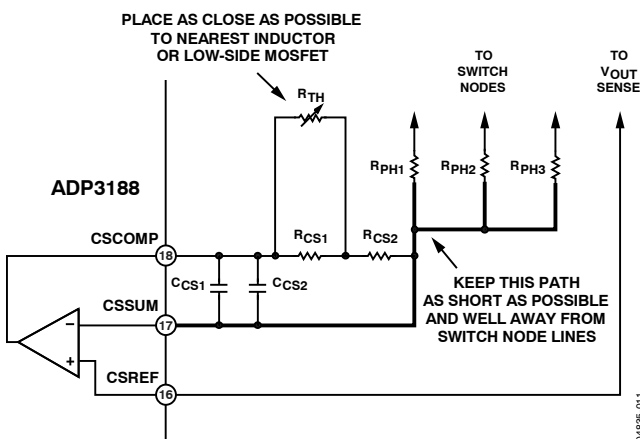 PLACE AS CLOSE AS POSSIBLE
TO NEAREST INDUCTOR
OR LOW-SIDE MOSFET
TO
SWITCH
NODES
TO
VOUT
SENSE
RTH
RPH1
RPH2
RPH3
ADP3188
CSCOMP
18
RCS1
RCS2
CCS1
CCS2
KEEP THIS PATH
AS SHORT AS POSSIBLE
AND WELL AWAY FROM
SWITCH NODE LINES
CSSUM
17
–
+
CSREF
16